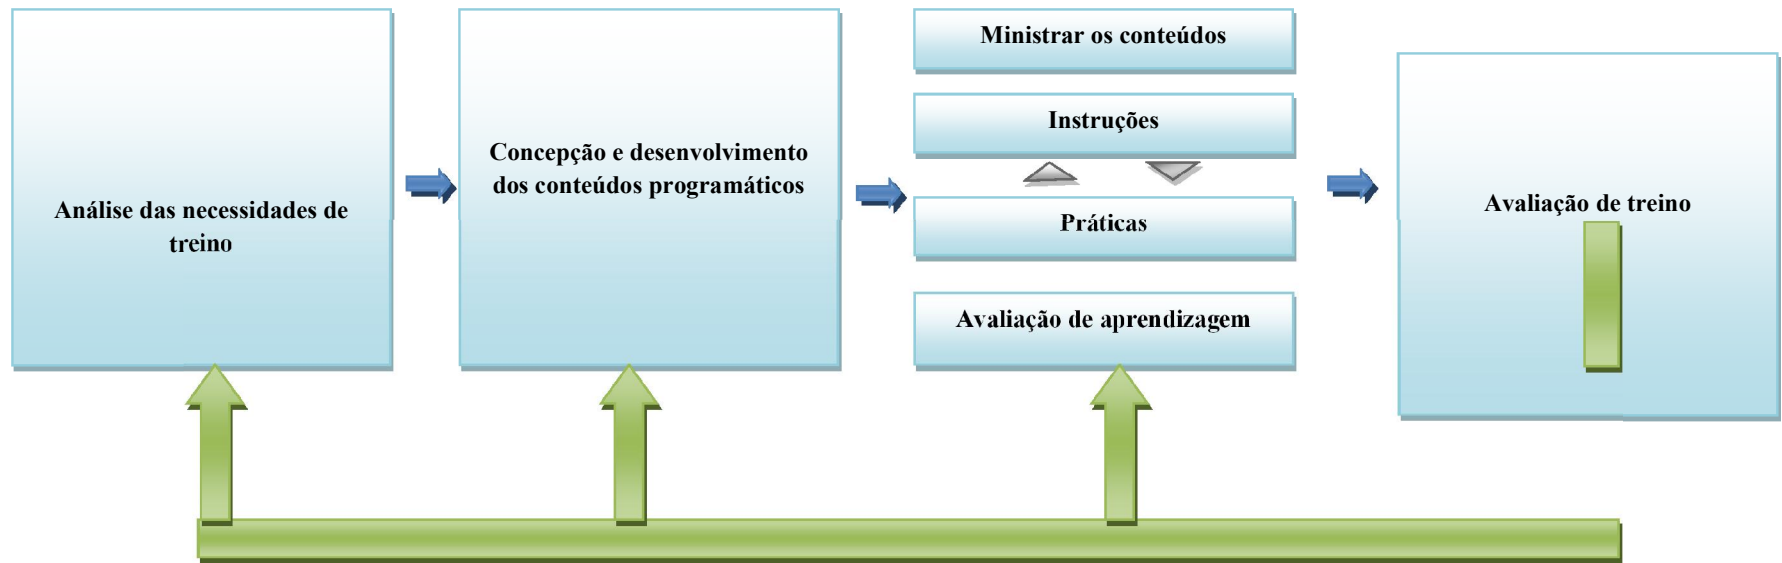 Análise das necessidades de
treino
Concepção e desenvolvimento
dos conteúdos programáticos
Ministrar os conteúdos
Instruções
Práticas
Avaliação de aprendizagem
Avaliação de treino